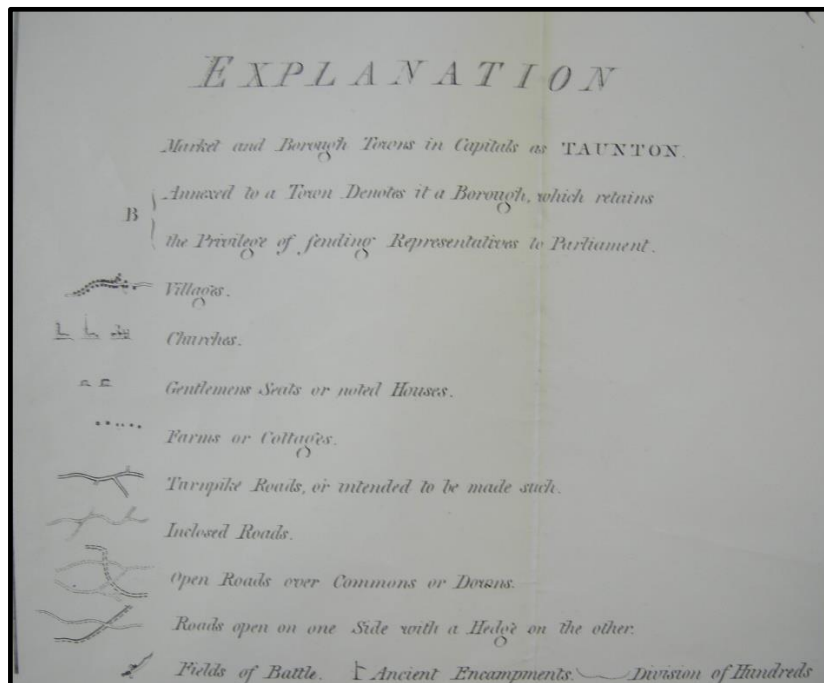 EXPLANATION
Market and Borough Towns in Capitals as TAUNTON.
Annexed to a Town Denotes it a Borough, which retains
B
the Privilege of sending Representatives to Parliament.
Villages.
Churches.
Gentlemens Seats or noted Houses.
Farms or Cottages.
Turnpike Roads, or intended to be made such.
Inclosed Roads.
Open Roads over Commons or Downs.
Roads open on one Side with a Hedge on the other.
Fields of Battle. Ancient Encampments. Division of Hundreds